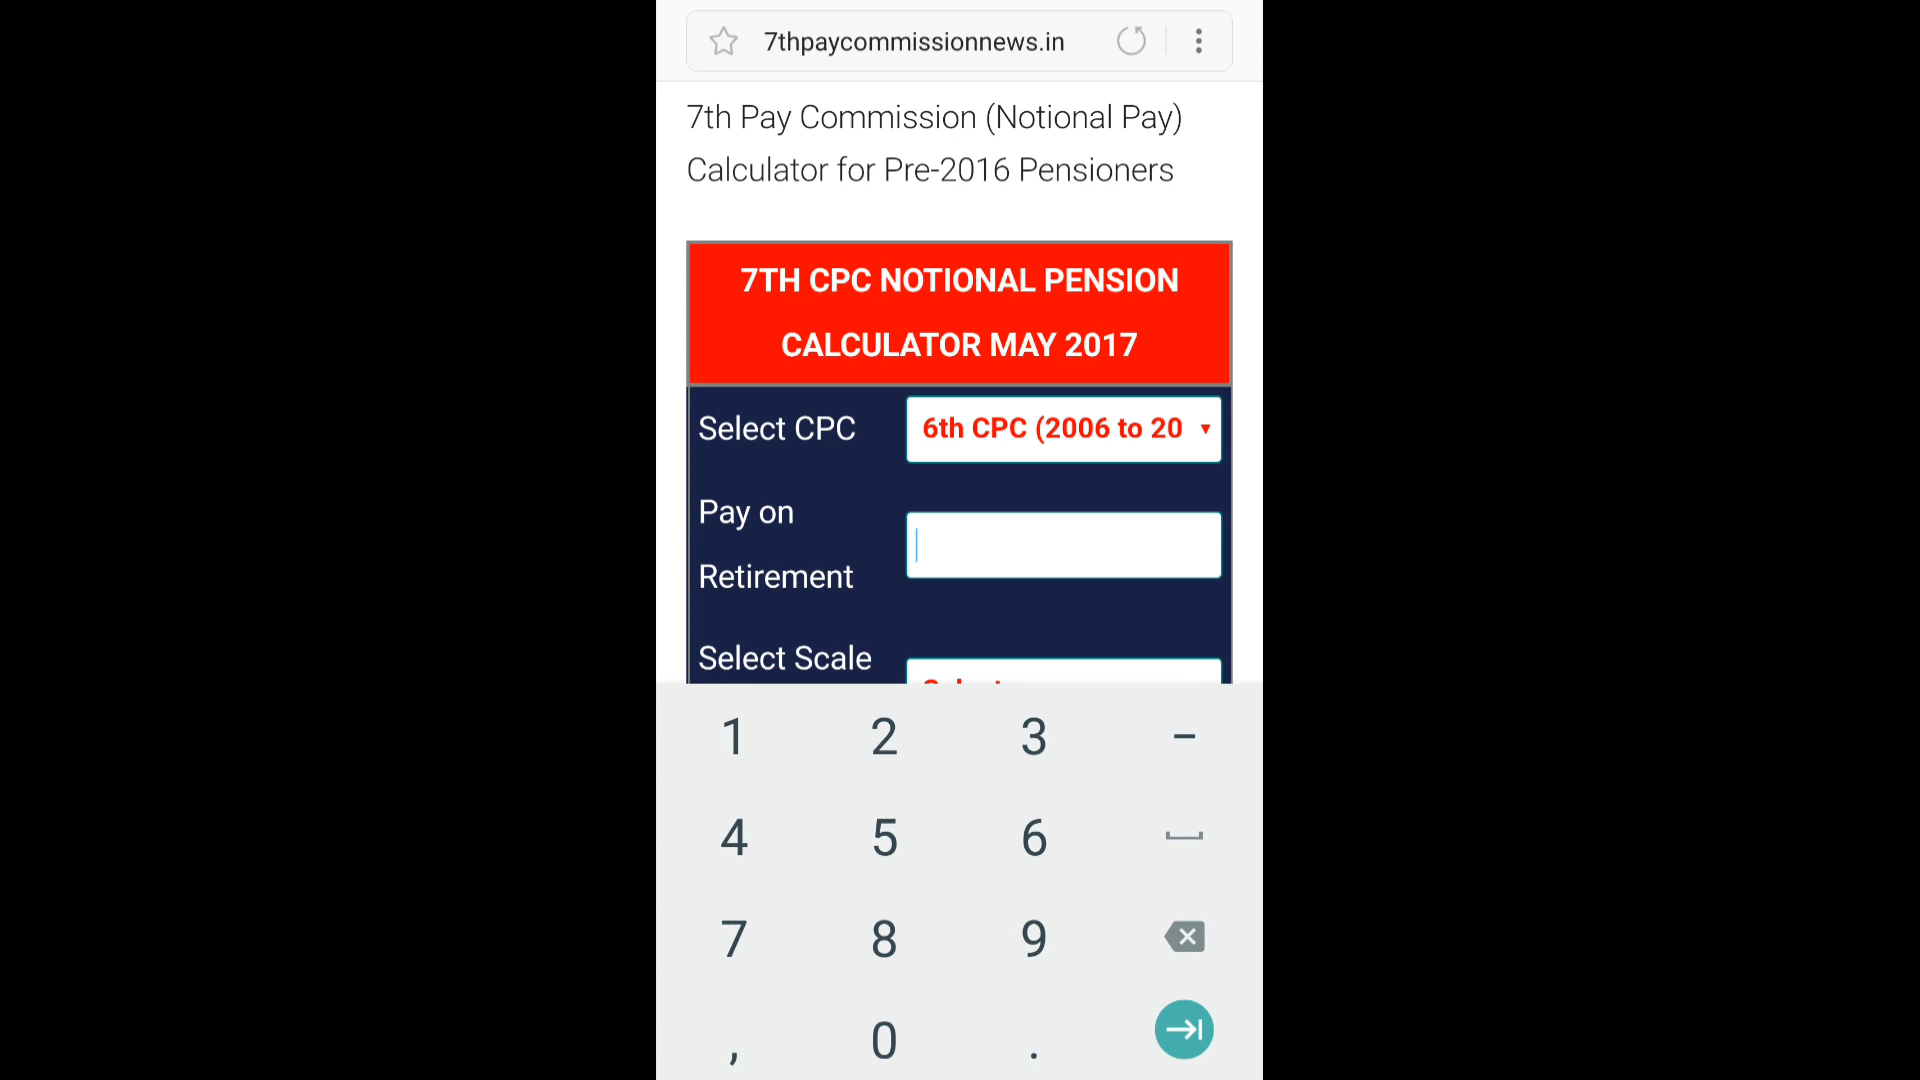 7thpaycommissionnews.in
7th Pay Commission (Notional Pay)
Calculator for Pre-2016 Pensioners
7TH CPC NOTIONAL PENSION
CALCULATOR MAY 2017
Select CPC
6th CPC (2006 to 20
Pay on
Retirement
Select Scale
1 2 3 -
4 5 6
7 8 9
, 0 .